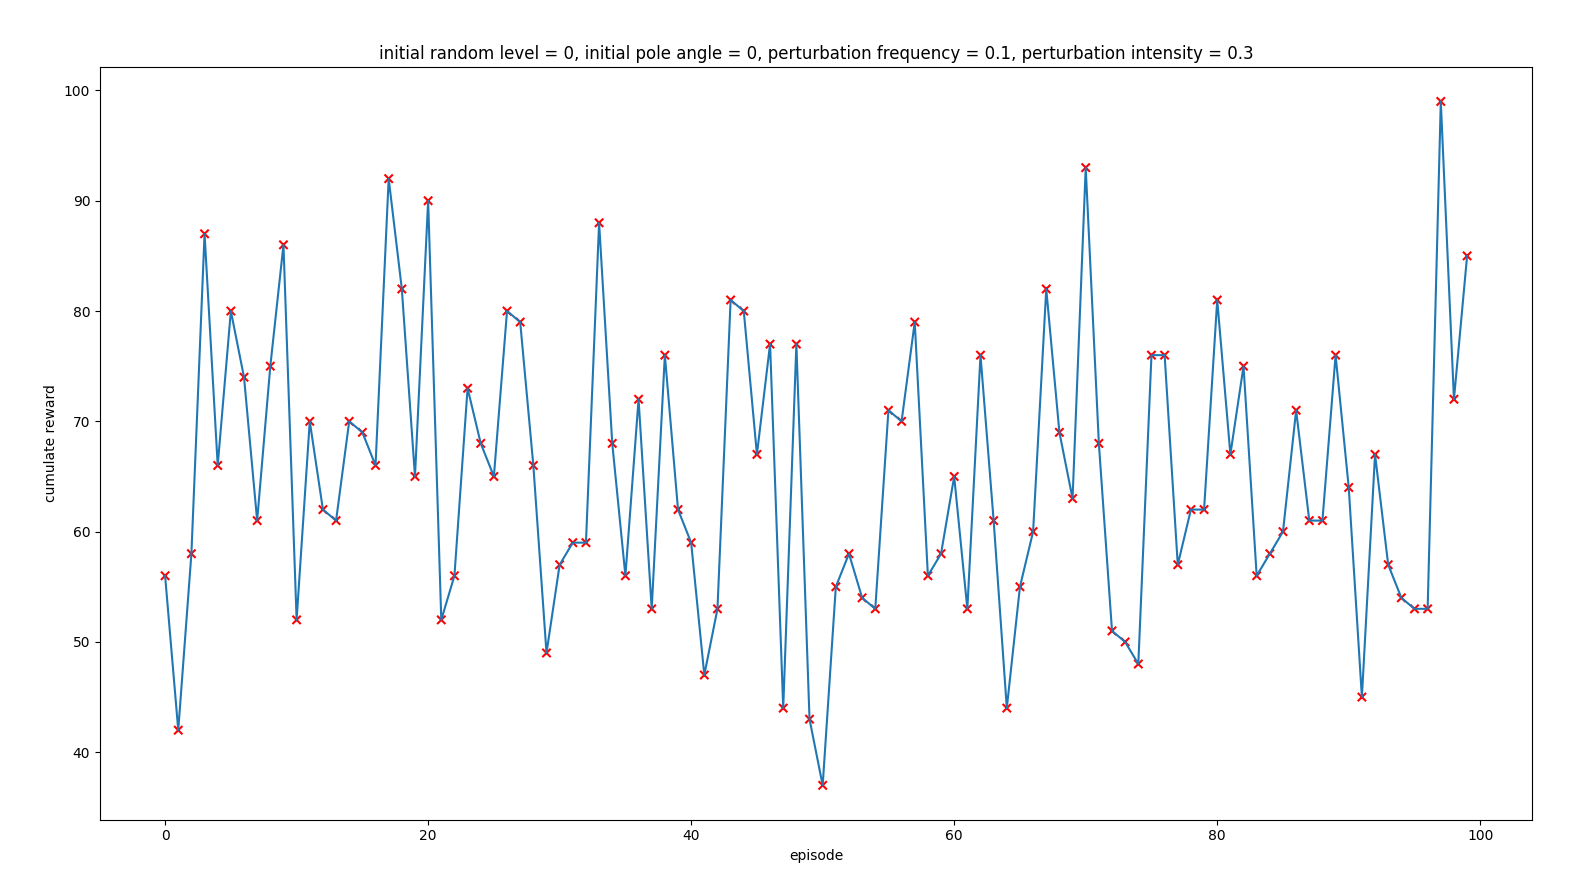 initial random level = 0, initial pole angle = 0, perturbation frequency = 0.1, perturbation intensity = 0.3
100
90
80
70
60
50
40
cumulate reward
0 20 40 60 80 100
episode